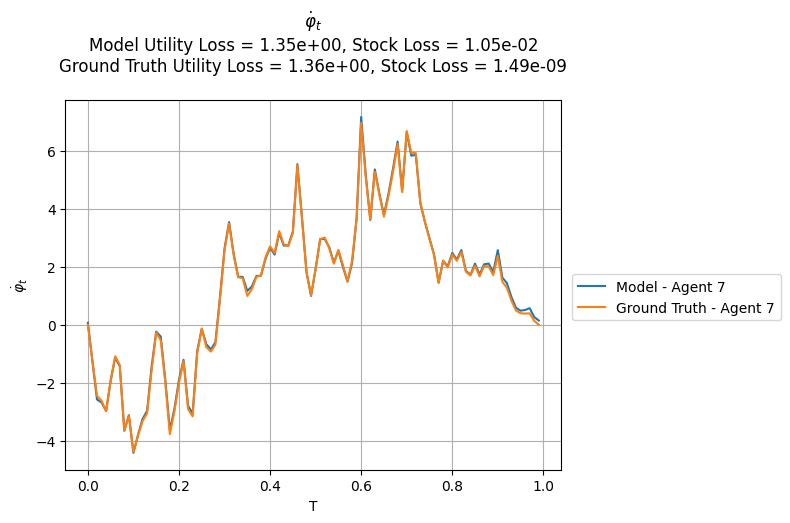 φ̇ₜ
Model Utility Loss = 1.35e+00, Stock Loss = 1.05e-02
Ground Truth Utility Loss = 1.36e+00, Stock Loss = 1.49e-09
φ̇ₜ
6
4
2
0
−2
−4
0.0
0.2
0.4
0.6
0.8
1.0
T
Model - Agent 7
Ground Truth - Agent 7